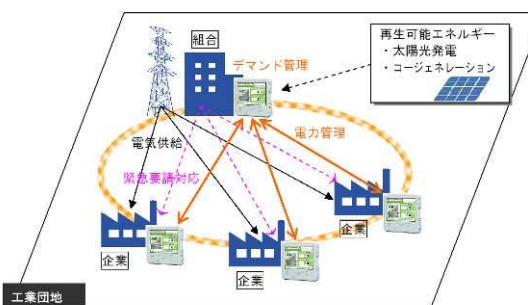 組合
デマンド管理
再生可能エネルギー
・太陽光発電
・コージェネレーション
電気供給
電力管理
緊急要請対応
企業
企業
企業
工業団地